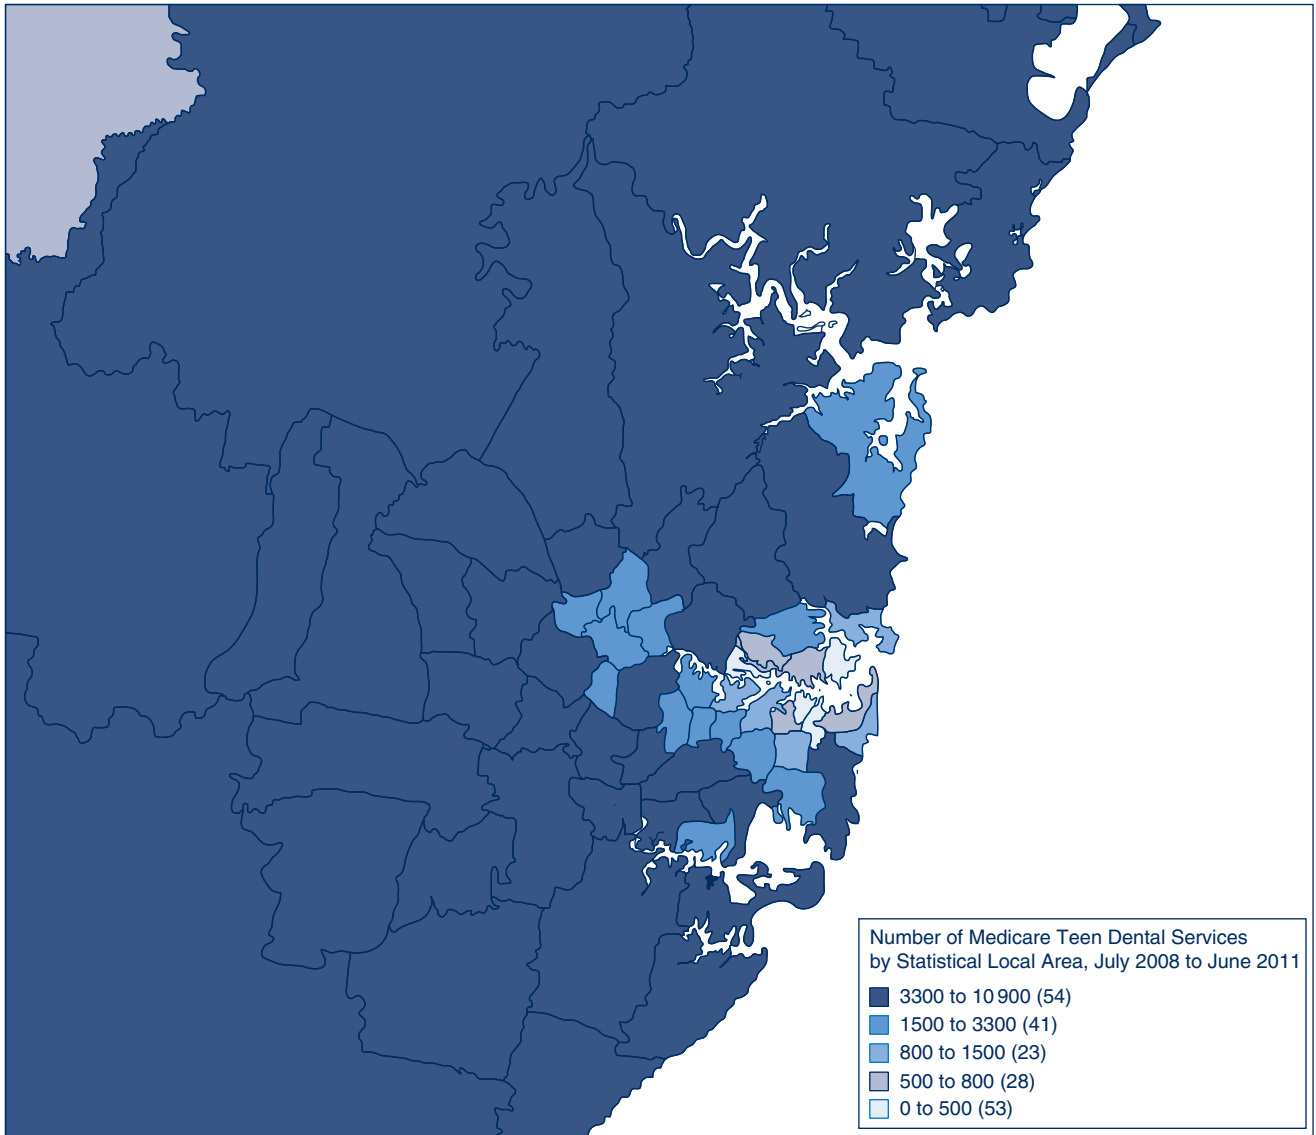 Number of Medicare Teen Dental Services
by Statistical Local Area, July 2008 to June 2011
3300 to 10 900 (54)
1500 to 3300 (41)
800 to 1500 (23)
500 to 800 (28)
0 to 500 (53)